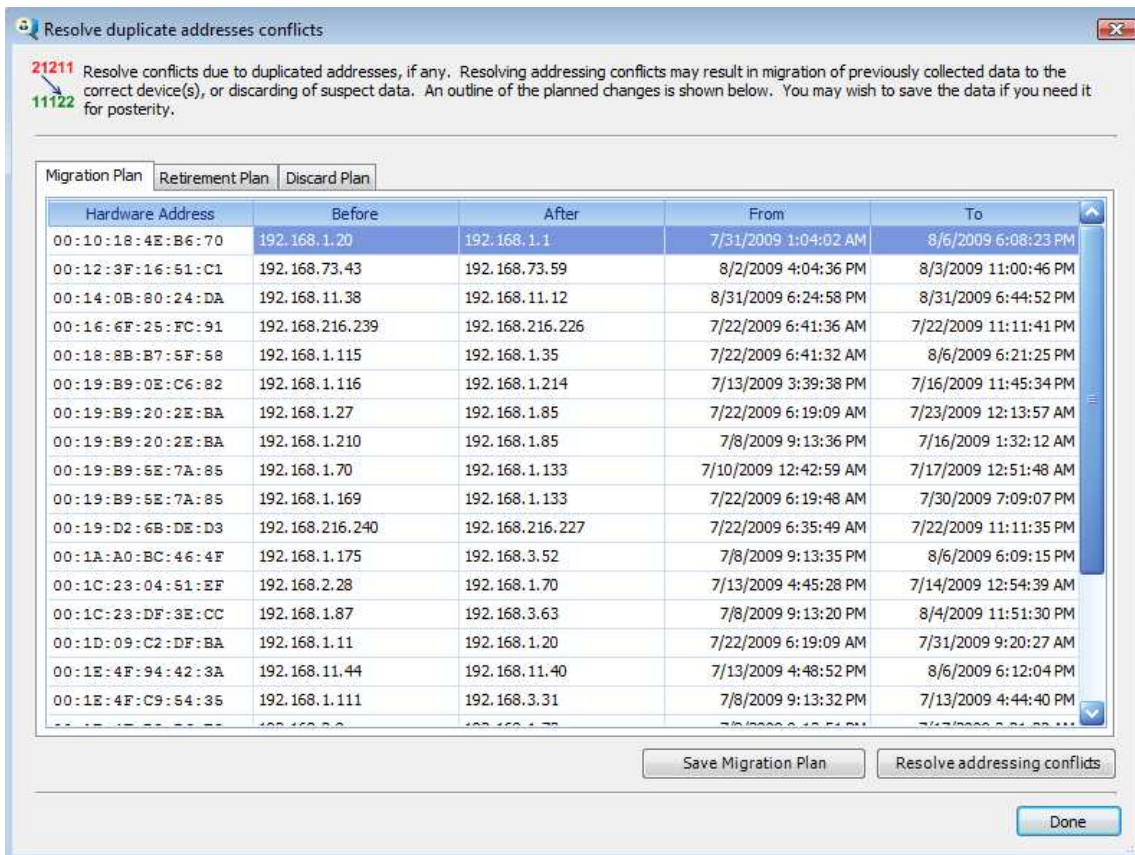 Resolve duplicate addresses conflicts
21211
11122
Resolve conflicts due to duplicated addresses, if any. Resolving addressing conflicts may result in migration of previously collected data to the
correct device(s), or discarding of suspect data. An outline of the planned changes is shown below. You may wish to save the data if you need it
for posterity.
Migration Plan Retirement Plan Discard Plan
Hardware Address Before After From To
00:10:18:4E:B6:70 192.168.1.20 192.168.1.1 7/31/2009 1:04:02 AM 8/6/2009 6:08:23 PM
00:12:3F:16:51:C1 192.168.73.43 192.168.73.59 8/2/2009 4:04:36 PM 8/3/2009 11:00:46 PM
00:14:0B:80:24:DA 192.168.11.38 192.168.11.12 8/31/2009 6:24:58 PM 8/31/2009 6:44:52 PM
00:16:6F:25:FC:91 192.168.216.239 192.168.216.226 7/22/2009 6:41:36 AM 7/22/2009 11:11:41 PM
00:18:8B:B7:5F:58 192.168.1.115 192.168.1.35 7/22/2009 6:41:32 AM 8/6/2009 6:21:25 PM
00:19:B9:0E:C6:82 192.168.1.116 192.168.1.214 7/13/2009 3:39:38 PM 7/16/2009 11:45:34 PM
00:19:B9:20:2E:BA 192.168.1.27 192.168.1.85 7/22/2009 6:19:09 AM 7/23/2009 12:13:57 AM
00:19:B9:20:2E:BA 192.168.1.210 192.168.1.85 7/8/2009 9:13:36 PM 7/16/2009 1:32:12 AM
00:19:B9:5E:7A:85 192.168.1.70 192.168.1.133 7/10/2009 12:42:59 AM 7/17/2009 12:51:48 AM
00:19:B9:5E:7A:85 192.168.1.169 192.168.1.133 7/22/2009 6:19:48 AM 7/30/2009 7:09:07 PM
00:19:D2:6B:DE:D3 192.168.216.240 192.168.216.227 7/22/2009 6:35:49 AM 7/22/2009 11:11:35 PM
00:1A:A0:BC:46:4F 192.168.1.175 192.168.3.52 7/8/2009 9:13:35 PM 8/6/2009 6:09:15 PM
00:1C:23:04:51:EF 192.168.2.28 192.168.1.70 7/13/2009 4:45:28 PM 7/14/2009 12:54:39 AM
00:1C:23:DF:3E:CC 192.168.1.87 192.168.3.63 7/8/2009 9:13:20 PM 8/4/2009 11:51:30 PM
00:1D:09:C2:DF:BA 192.168.1.11 192.168.1.20 7/22/2009 6:19:09 AM 7/31/2009 9:20:27 AM
00:1E:4F:94:42:3A 192.168.11.44 192.168.11.40 7/13/2009 4:48:52 PM 8/6/2009 6:12:04 PM
00:1E:4F:C9:54:35 192.168.1.111 192.168.3.31 7/8/2009 9:13:32 PM 7/13/2009 4:44:40 PM
Save Migration Plan Resolve addressing conflicts
Done